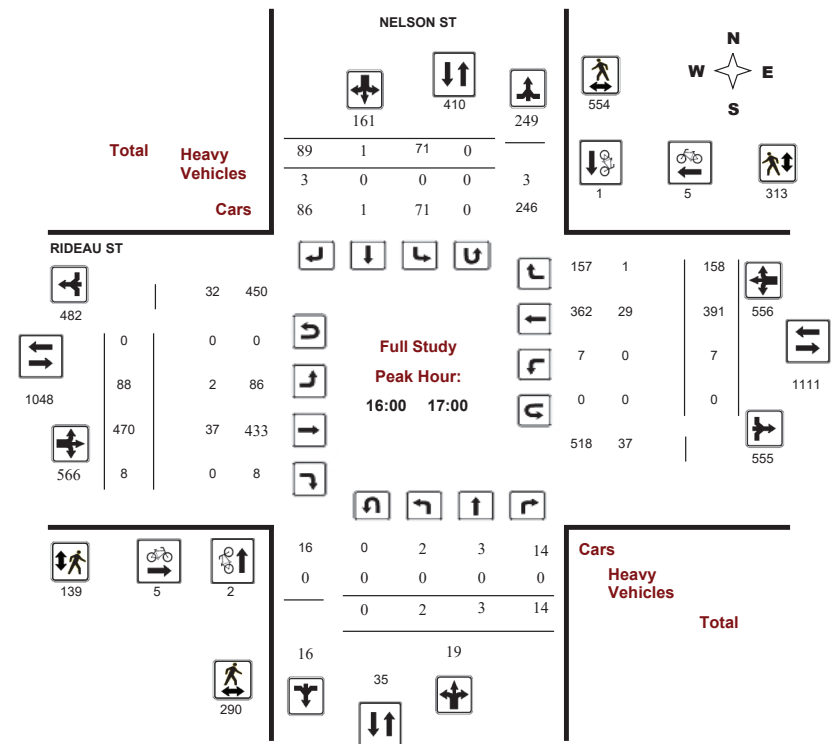 NELSON ST
N
W E
S
161
410
249
554
Total
Heavy
Vehicles
Cars
89 1 71 0
3 0 0 0 3
86 1 71 0 246
1 5 313
RIDEAU ST
482
32 450
157 1 158
556
0 0 0
362 29 391
1048
88 2 86
7 0 7
1111
470 37 433
0 0 0
566
8 0 8
518 37
555
Full Study
Peak Hour:
16:00 17:00
139 5 2
16 0 2 3 14
0 0 0 0 0
0 2 3 14
Cars
Heavy
Vehicles
Total
16
19
35
290